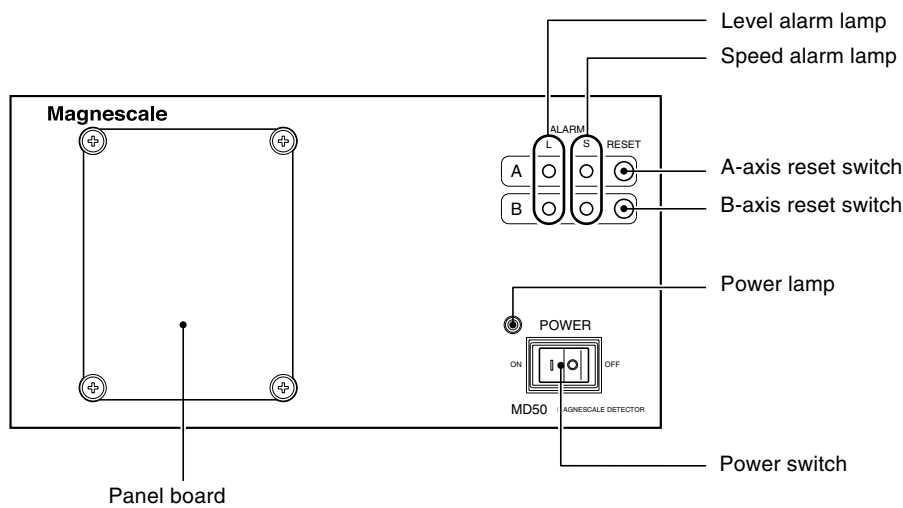 Level alarm lamp
Speed alarm lamp
Magnescale
ALARM
L S RESET
A
A-axis reset switch
B
B-axis reset switch
Power lamp
POWER
ON I O OFF
MD50 MAGNESCALE DETECTOR
Power switch
Panel board